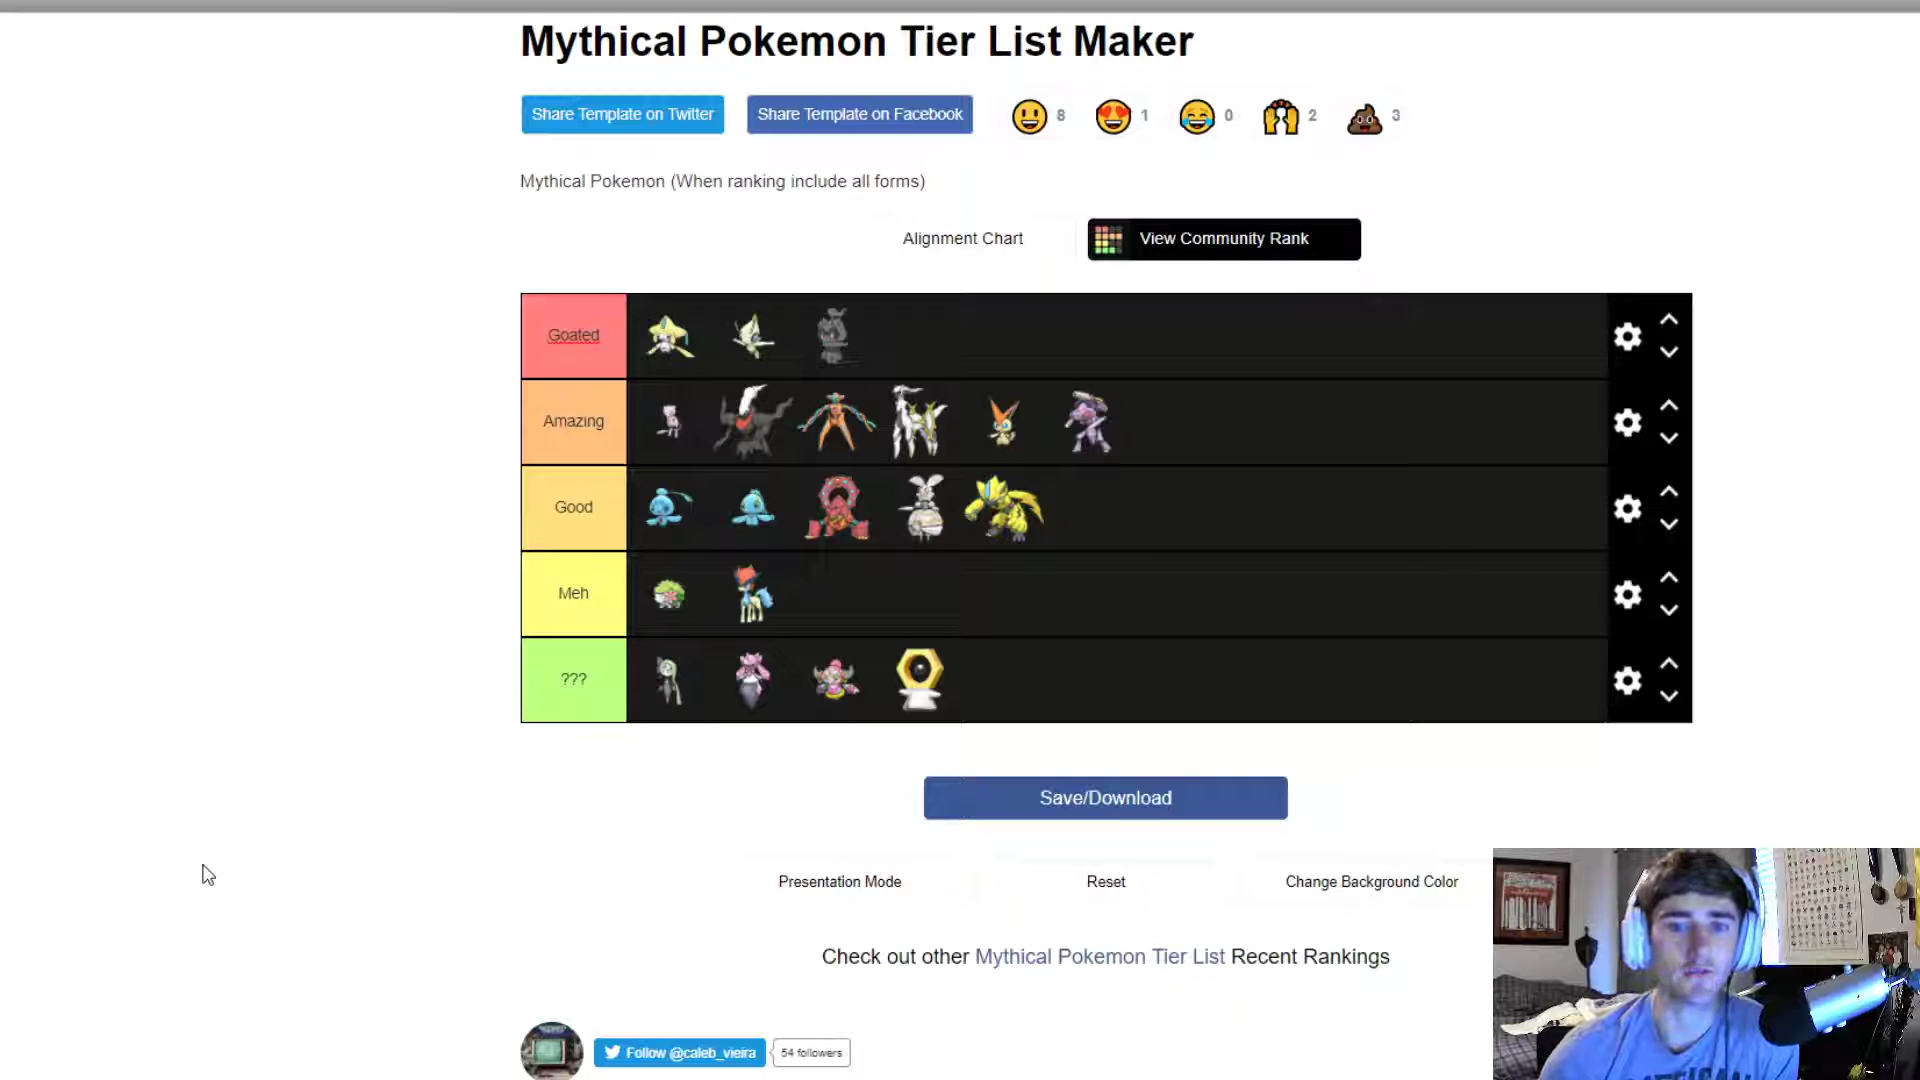 Mythical Pokemon Tier List Maker
Share Template on Twitter
Share Template on Facebook
8
1
0
2
3
Mythical Pokemon (When ranking include all forms)
Alignment Chart
View Community Rank
Goated
Amazing
Good
Meh
???
Save/Download
Presentation Mode
Reset
Change Background Color
Check out other Mythical Pokemon Tier List Recent Rankings
Follow @caleb_vieira
54 followers